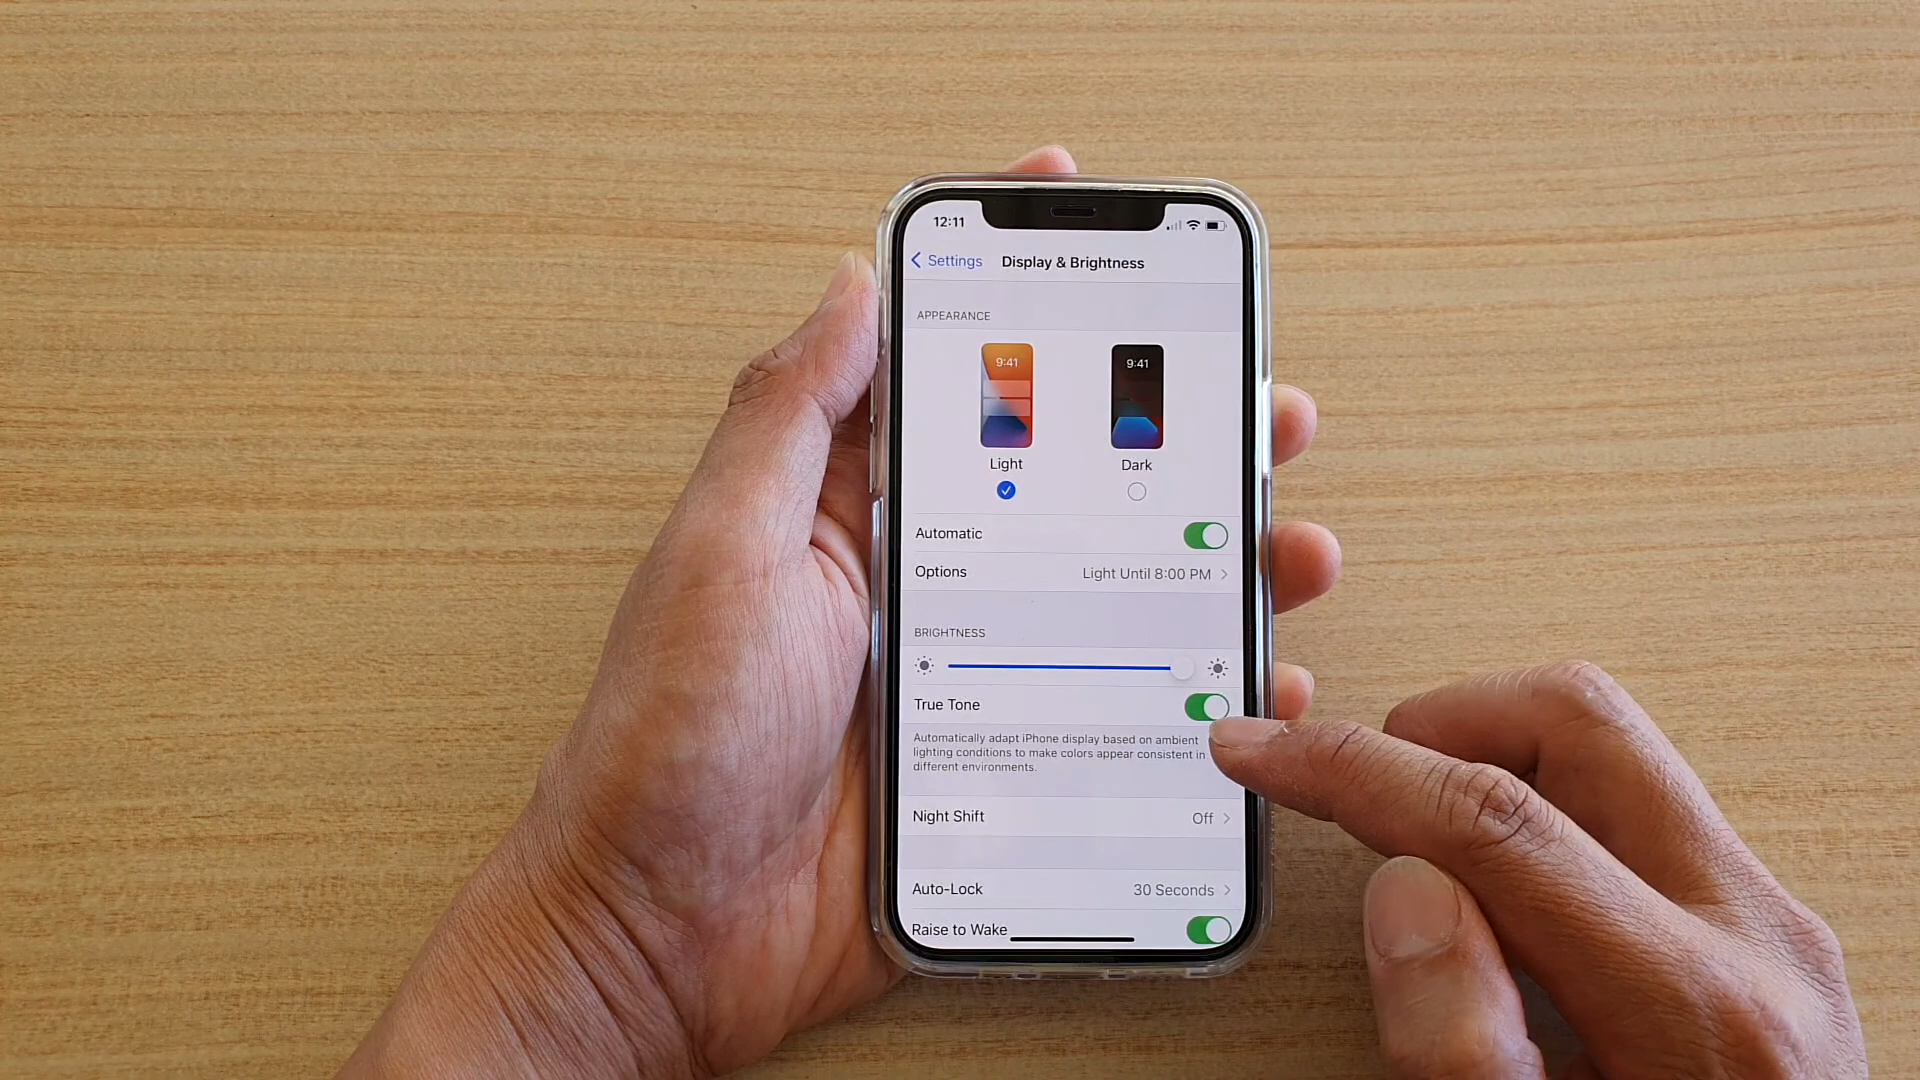 12:11
Settings Display & Brightness
APPEARANCE
9:41 9:41
Light Dark
Automatic
Options Light Until 8:00 PM
BRIGHTNESS
True Tone
Automatically adapt iPhone display based on ambient
lighting conditions to make colors appear consistent in
different environments.
Night Shift Off
Auto-Lock 30 Seconds
Raise to Wake